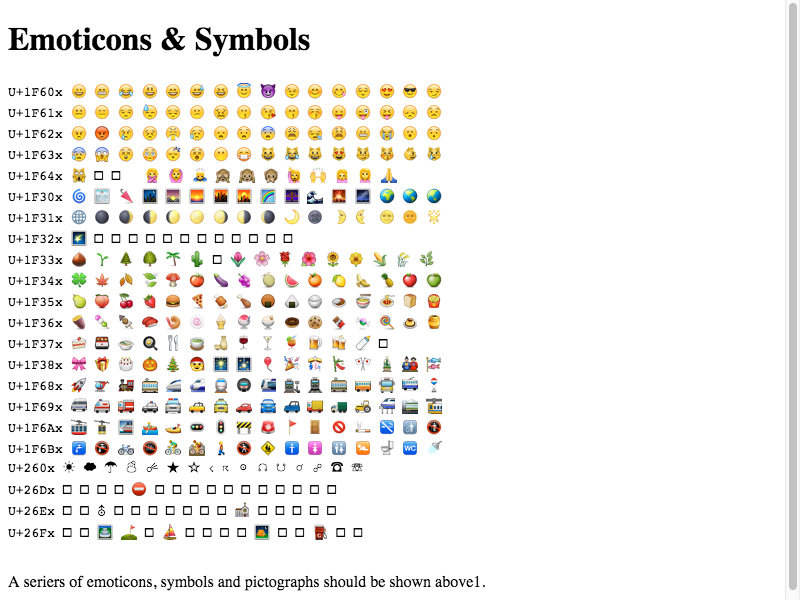 Emoticons & Symbols
U+1F60x 😀 😁 😂 😃 😄 😅 😆 😇 😈 😉 😊 😋 😌 😍 😎 😏
U+1F61x 😐 😑 😒 😓 😔 😕 😖 😗 😘 😙 😚 😛 😜 😝 😞 😟
U+1F62x 😠 😡 😢 😣 😤 😥 😦 😧 😨 😩 😪 😫 😬 😭 😮 😯
U+1F63x 😰 😱 😲 😳 😴 😵 😶 😷 😸 😹 😺 😻 😼 😽 😾 😿
U+1F64x 🙀 □ □ 🙅 🙆 🙇 🙈 🙉 🙊 🙋 🙌 🙍 🙎 🙏
U+1F30x 🌀 🌁 🌂 🌃 🌄 🌅 🌆 🌇 🌈 🌉 🌊 🌋 🌌 🌍 🌎 🌏
U+1F31x 🌐 🌑 🌒 🌓 🌔 🌕 🌖 🌗 🌘 🌙 🌚 🌛 🌜 🌝 🌞 🌟
U+1F32x 🌠 □ □ □ □ □ □ □ □ □ □ □ □
U+1F33x 🌰 🌱 🌲 🌳 🌴 🌵 □ 🌷 🌸 🌹 🌺 🌻 🌼 🌽 🌾 🌿
U+1F34x 🍀 🍁 🍂 🍃 🍄 🍅 🍆 🍇 🍈 🍉 🍊 🍋 🍌 🍍 🍎 🍏
U+1F35x 🍐 🍑 🍒 🍓 🍔 🍕 🍖 🍗 🍘 🍙 🍚 🍛 🍜 🍝 🍞 🍟
U+1F36x 🍠 🍡 🍢 🍣 🍤 🍥 🍦 🍧 🍨 🍩 🍪 🍫 🍬 🍭 🍮 🍯
U+1F37x 🍰 🍱 🍲 🍳 🍴 🍵 🍶 🍷 🍸 🍹 🍺 🍻 🍼 □
U+1F38x 🎀 🎁 🎂 🎃 🎄 🎅 🎆 🎇 🎈 🎉 🎊 🎋 🎌 🎍 🎎 🎏
U+1F68x 🚀 🚁 🚂 🚃 🚄 🚅 🚆 🚇 🚈 🚉 🚊 🚋 🚌 🚍 🚎 🚏
U+1F69x 🚐 🚑 🚒 🚓 🚔 🚕 🚖 🚗 🚘 🚙 🚚 🚛 🚜 🚝 🚞 🚟
U+1F6Ax 🚠 🚡 🚢 🚣 🚤 🚥 🚦 🚧 🚨 🚩 🚪 🚫 🚬 🚭 🚮 🚯
U+1F6Bx 🚰 🚱 🚲 🚳 🚴 🚵 🚶 🚷 🚸 🚹 🚺 🚻 🚼 🚽 🚾 🚿
U+260x ☀ ☁ ☂ ☃ ☄ ★ ☆ ☇ ☈ ☉ ☊ ☋ ☌ ☍ ☎ ☏
U+26Dx □ □ □ □ ⛔ □ □ □ □ □ □ □ □ □ □ □
U+26Ex □ □ ⛢ □ □ □ □ □ □ □ ⛪ □ □ □ □ □
U+26Fx □ □ ⛲ ⛳ □ ⛵ □ □ □ □ ⛺ □ □ ⛽ □ □
A seriers of emoticons, symbols and pictographs should be shown above1.